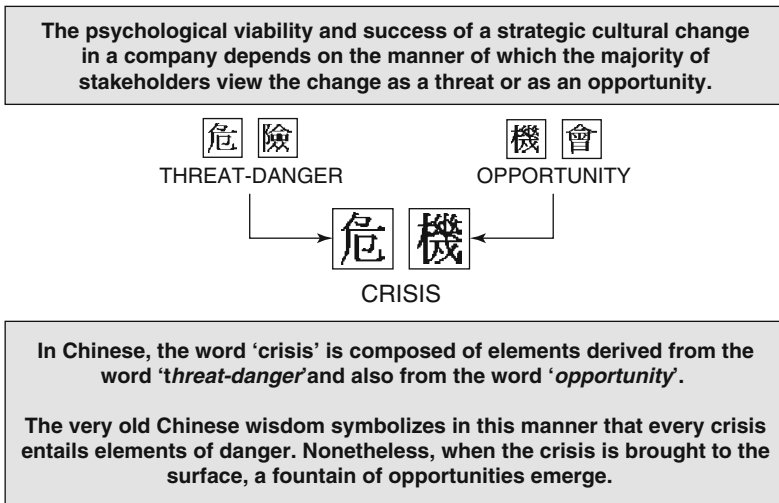 The psychological viability and success of a strategic cultural change
in a company depends on the manner of which the majority of
stakeholders view the change as a threat or as an opportunity.
危險 機會
THREAT-DANGER OPPORTUNITY
危機
CRISIS
In Chinese, the word ‘crisis’ is composed of elements derived from the
word ‘threat-danger’and also from the word ‘opportunity’.
The very old Chinese wisdom symbolizes in this manner that every crisis
entails elements of danger. Nonetheless, when the crisis is brought to the
surface, a fountain of opportunities emerge.